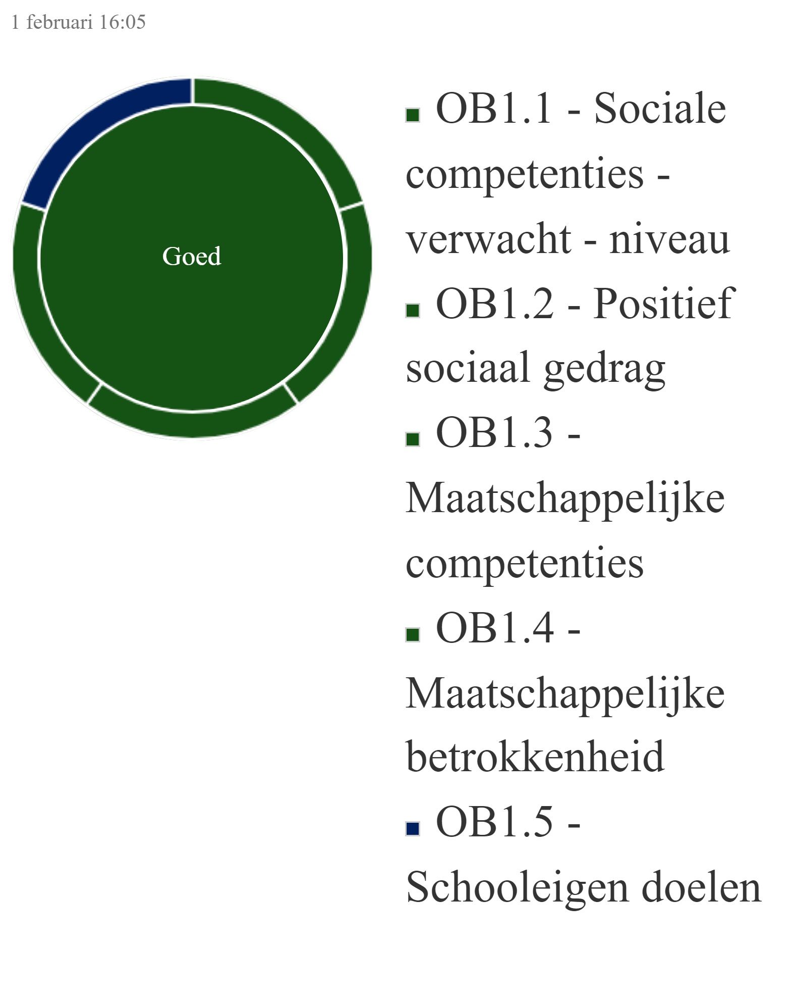 1 februari 16:05
Goed
OB1.1 - Sociale
competenties -
verwacht - niveau
OB1.2 - Positief
sociaal gedrag
OB1.3 -
Maatschappelijke
competenties
OB1.4 -
Maatschappelijke
betrokkenheid
OB1.5 -
Schooleigen doelen